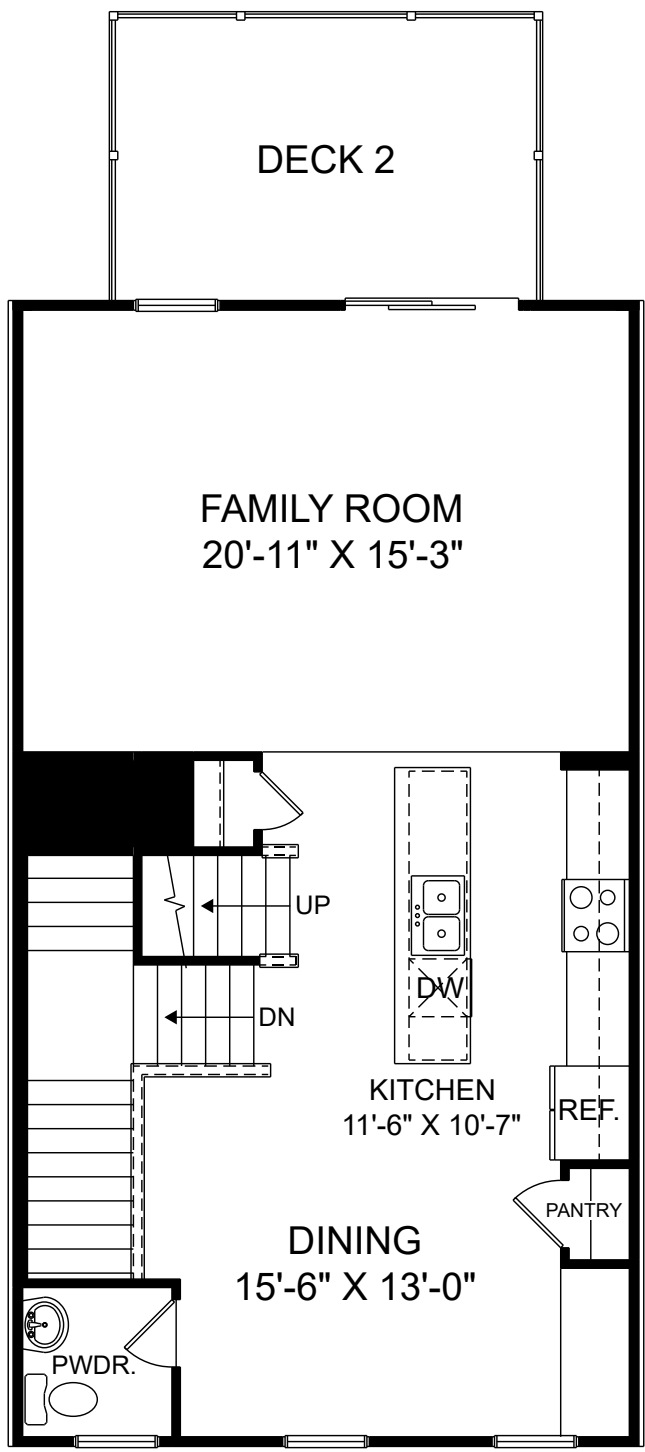 DECK 2
FAMILY ROOM
20'-11" X 15'-3"
UP
DW
DN
KITCHEN
11'-6" X 10'-7"
REF.
PANTRY
DINING
15'-6" X 13'-0"
PWDR.